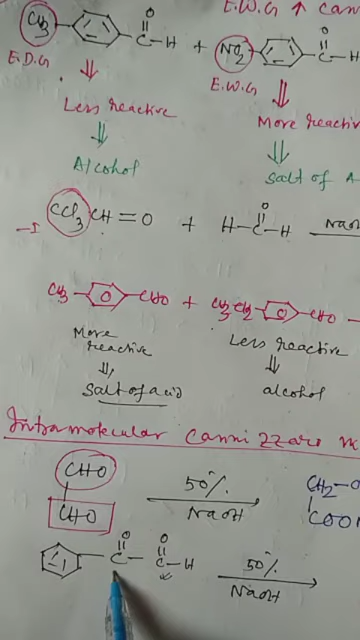 E.W.G ↑ Can
CH3 C O H + NO2 C O H
E.D.G E.W.G
Less reactive More reactiv
Alcohol Salt of A
-I CCl3 CH = O + H-C-H O NaOH
CH3 CHO + CH3CH2 CHO
More reactive Less reactive
Salt of acid alcohol
Intramolecular Cannizzaro
CHO 50% CH2-O
CHO NaOH COO
C O C O H 50%
NaOH